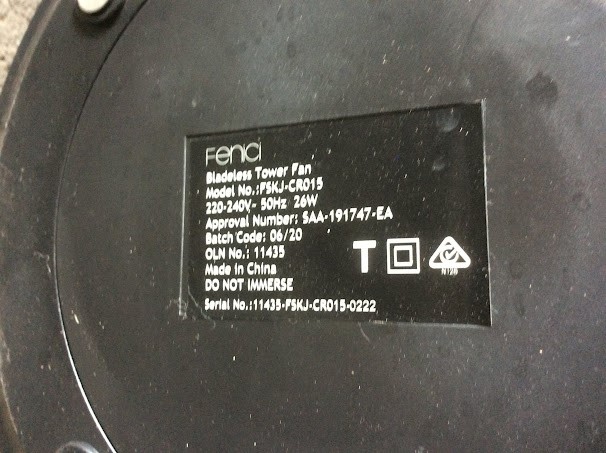 Fenci
Bladeless Tower Fan
Model No.:FSKJ-CR015
220-240V~ 50Hz 26W
Approval Number: SAA-191747-EA
Batch Code: 06/20
OLN No.: 11435
Made in China
DO NOT IMMERSE
Serial No.:11435-FSKJ-CR015-0222
T
N126